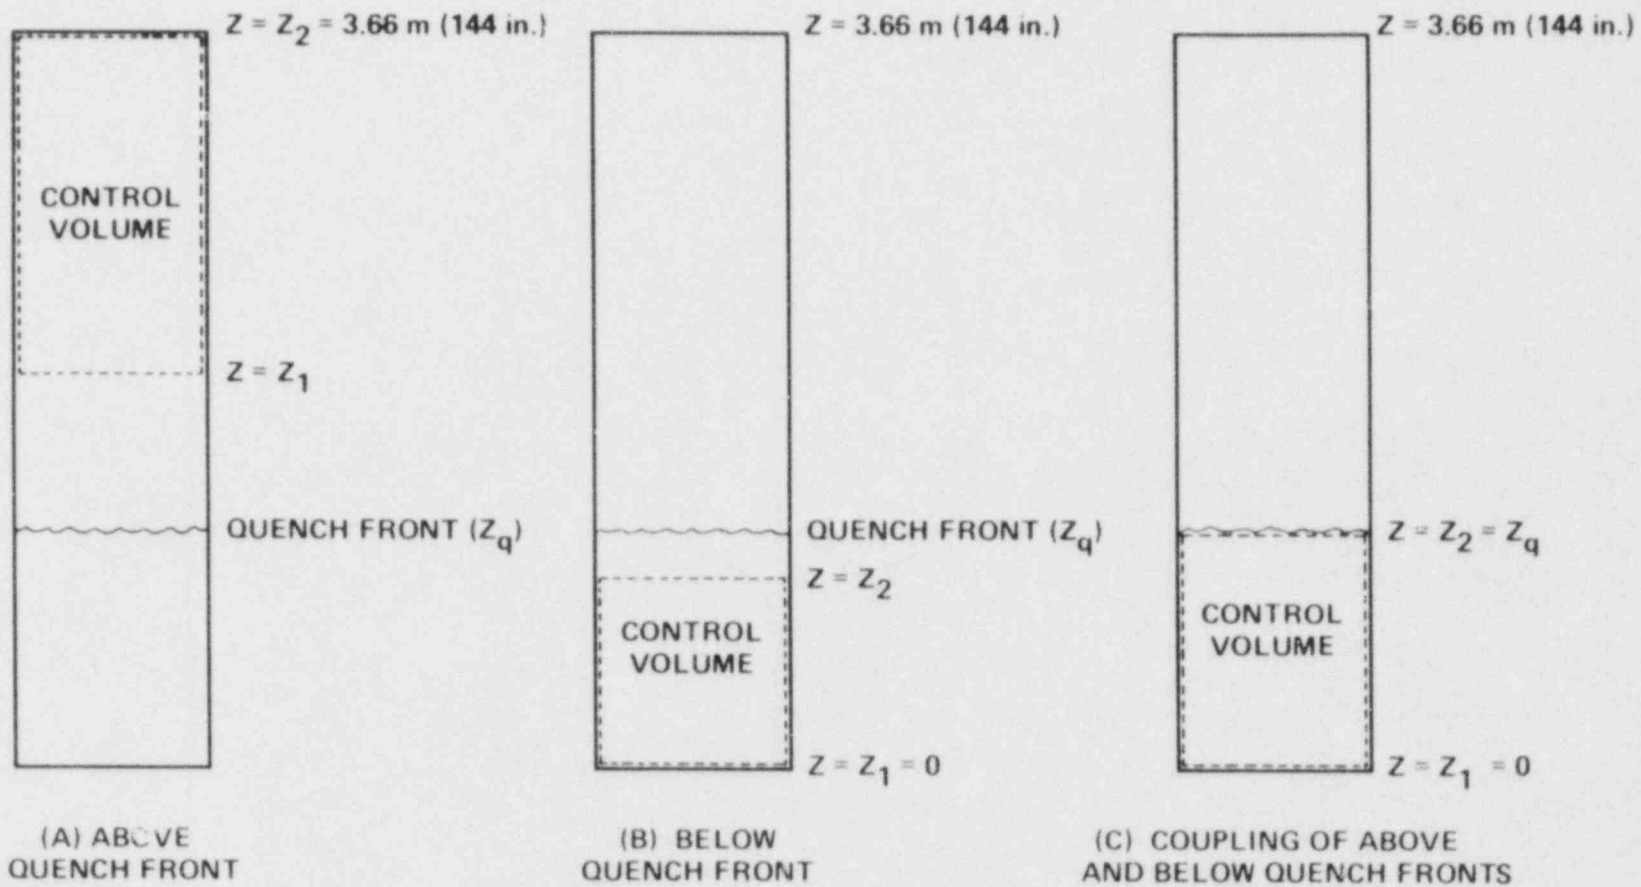 Z = Z2 = 3.66 m (144 in.)
CONTROL
VOLUME
Z = Z1
QUENCH FRONT (Zq)
(A) ABOVE
QUENCH FRONT
Z = 3.66 m (144 in.)
QUENCH FRONT (Zq)
Z = Z2
CONTROL
VOLUME
Z = Z1 = 0
(B) BELOW
QUENCH FRONT
Z = 3.66 m (144 in.)
Z = Z2 = Zq
CONTROL
VOLUME
Z = Z1 = 0
(C) COUPLING OF ABOVE
AND BELOW QUENCH FRONTS